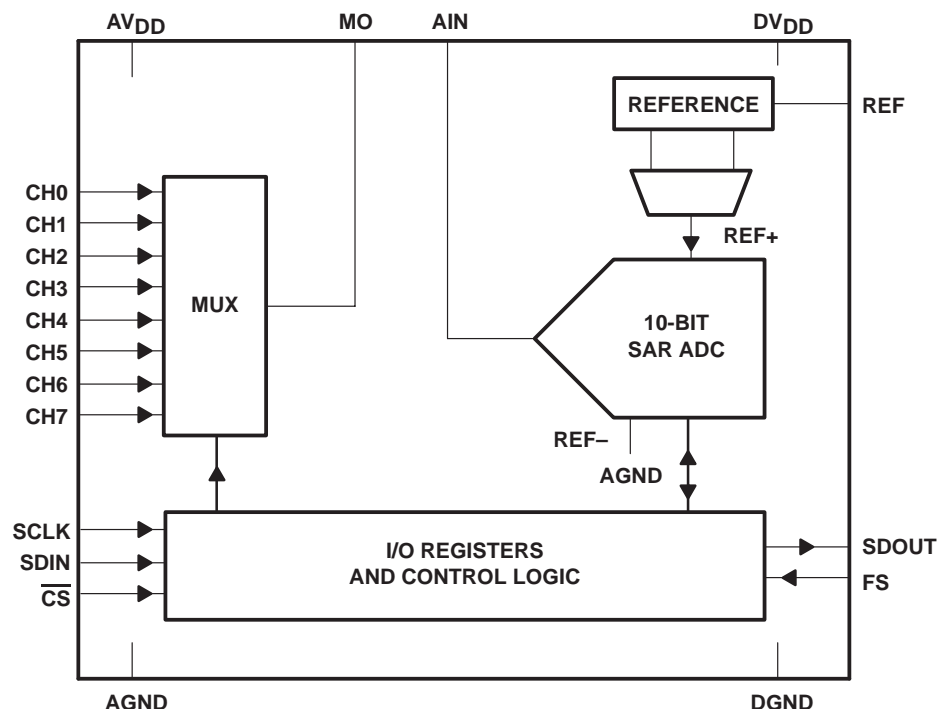 AVDD
MO
AIN
DVDD
REFERENCE
REF
CH0
CH1
CH2
CH3
CH4
CH5
CH6
CH7
MUX
REF+
10-BIT
SAR ADC
REF–
AGND
SCLK
SDIN
C̅S̅
I/O REGISTERS
AND CONTROL LOGIC
SDOUT
FS
AGND
DGND